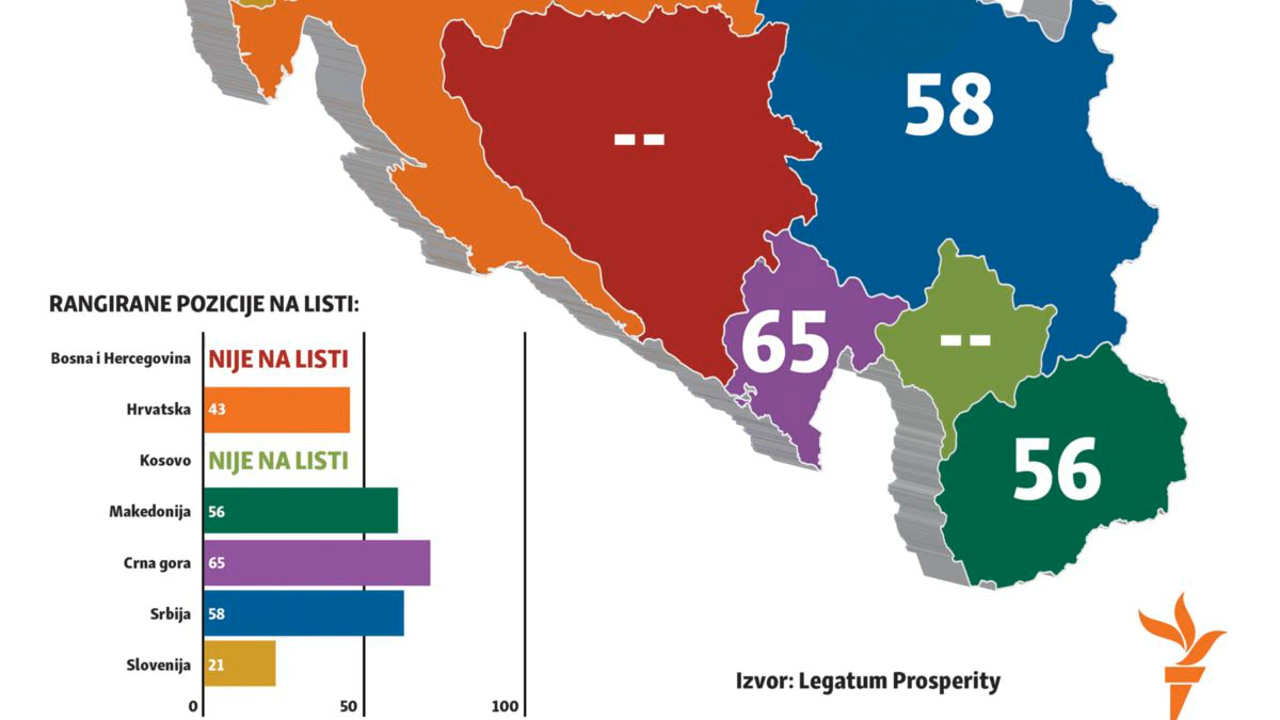 58
--
65
--
56
RANGIRANE POZICIJE NA LISTI:
Bosna i Hercegovina NIJE NA LISTI
Hrvatska 43
Kosovo NIJE NA LISTI
Makedonija 56
Crna gora 65
Srbija 58
Slovenija 21
0 50 100
Izvor: Legatum Prosperity